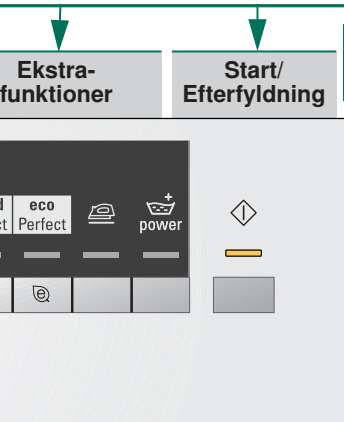 Ekstra-
funktioner
Start/
Efterfyldning
eco
Perfect
power